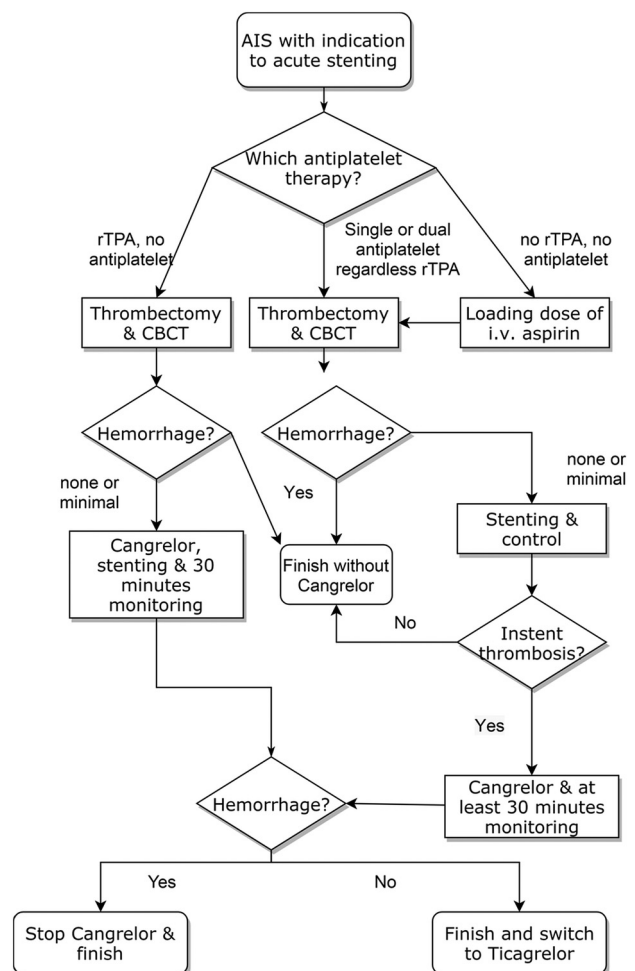 AIS with indication
to acute stenting
Which antiplatelet
therapy?
rTPA, no
antiplatelet
Single or dual
antiplatelet
regardless rTPA
no rTPA, no
antiplatelet
Thrombectomy
& CBCT
Thrombectomy
& CBCT
Loading dose of
i.v. aspirin
Hemorrhage?
Hemorrhage?
none or
minimal
Yes
none or
minimal
Cangrelor,
stenting & 30
minutes
monitoring
Finish without
Cangrelor
Stenting &
control
No
Instent
thrombosis?
Yes
Hemorrhage?
Cangrelor & at
least 30 minutes
monitoring
Yes
No
Stop Cangrelor &
finish
Finish and switch
to Ticagrelor